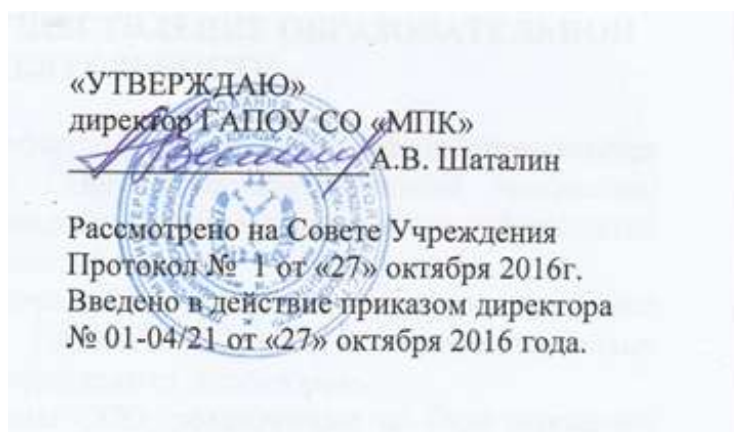 «УТВЕРЖДАЮ»
директор ГАПОУ СО «МПК»
А.В. Шаталин
Рассмотрено на Совете Учреждения
Протокол № 1 от «27» октября 2016г.
Введено в действие приказом директора
№ 01-04/21 от «27» октября 2016 года.